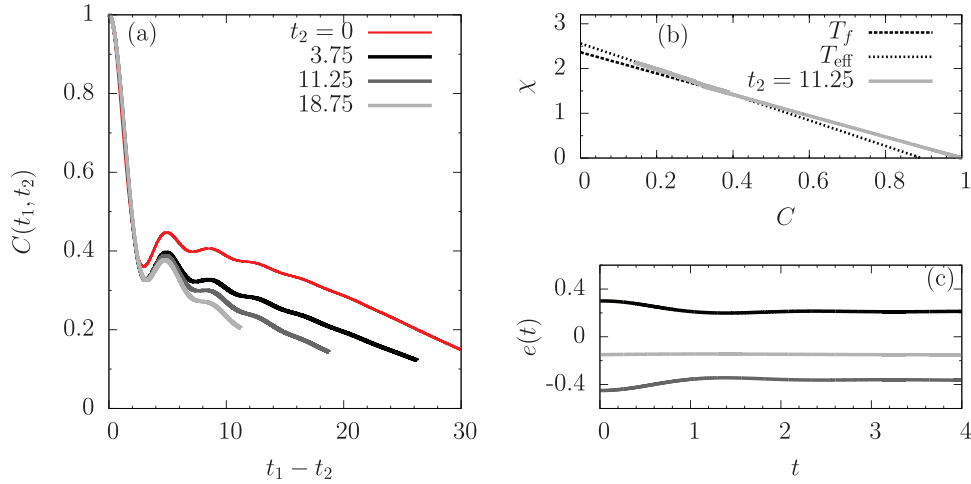 (a)
t₂ = 0
3.75
11.25
18.75
1
0.8
0.6
0.4
0.2
0
0 10 20 30
C(t₁, t₂)
t₁ − t₂
(b)
T_f
T_eff
t₂ = 11.25
3
2
1
0
0 0.2 0.4 0.6 0.8 1
χ
C
(c)
0.4
0
-0.4
0 1 2 3 4
e(t)
t